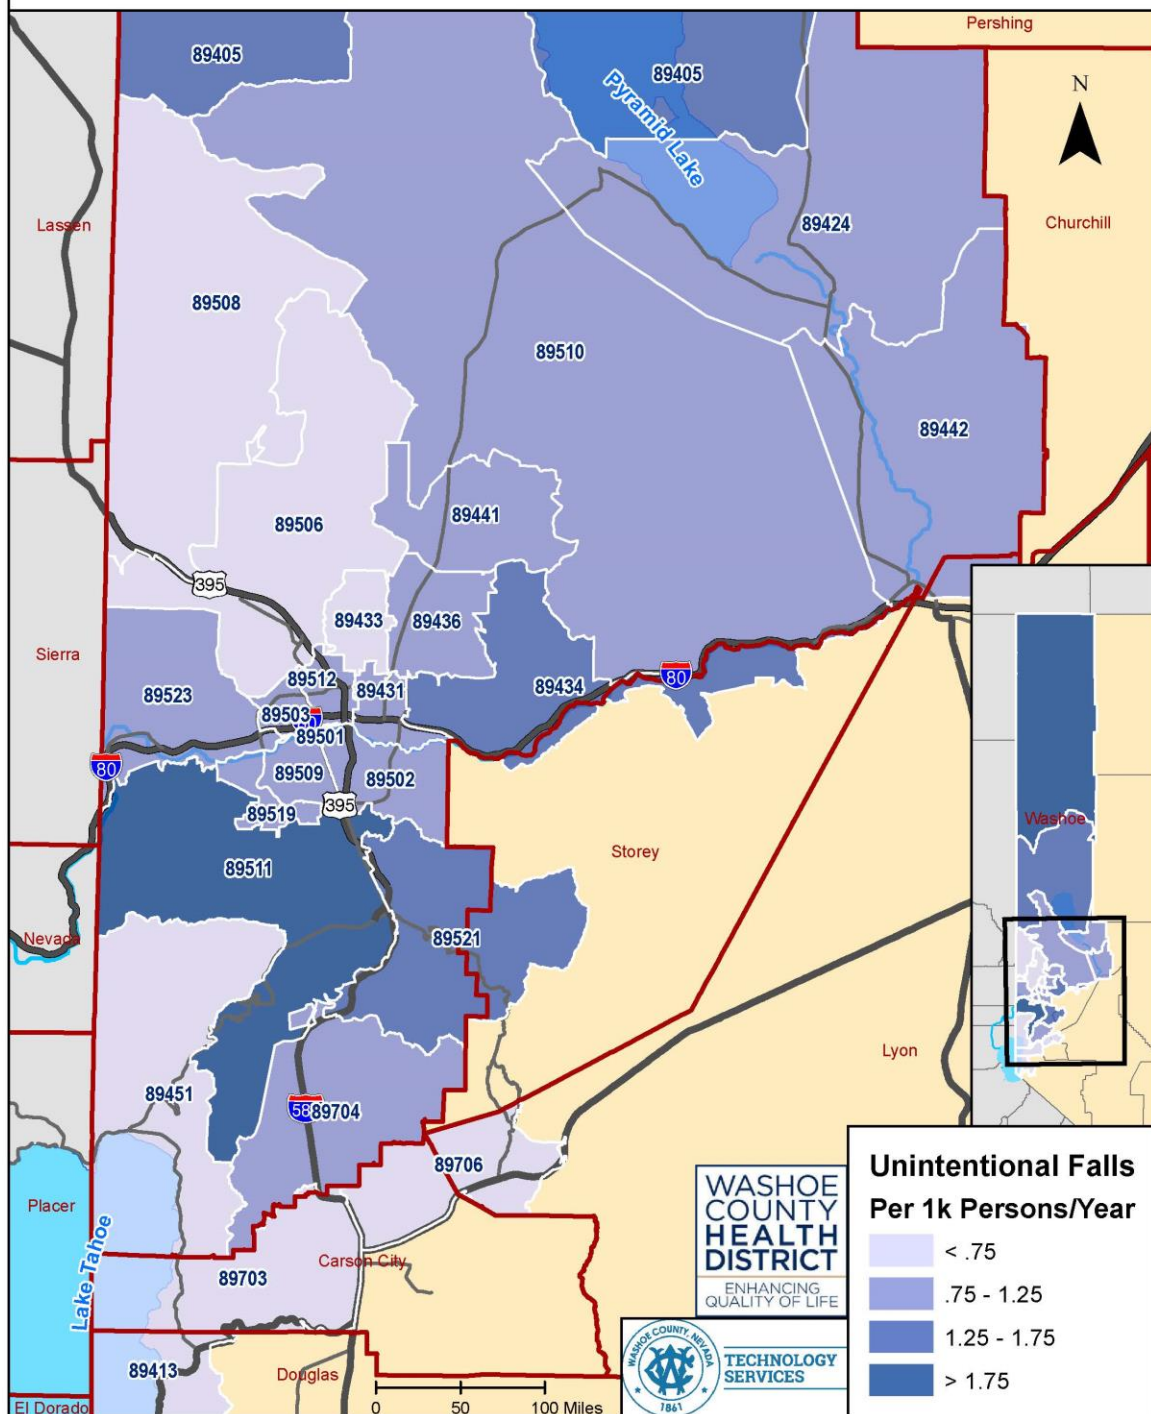 Pershing
89405
89405
Pyramid Lake
N
Lassen
89424
Churchill
89508
89510
89442
89441
89506
395
89433
89436
Sierra
89512
89523
89431
89434
80
89503
89501
80
89509
89502
395
89519
Washoe
89511
Storey
Nevada
89521
Lyon
89451
580
89704
89706
Placer
Lake Tahoe
Carson City
89703
89413
Douglas
El Dorado
0 50 100 Miles
WASHOE
COUNTY
HEALTH
DISTRICT
ENHANCING
QUALITY OF LIFE
WASHOE COUNTY, NEVADA
1861
TECHNOLOGY
SERVICES
Unintentional Falls
Per 1k Persons/Year
< .75
.75 - 1.25
1.25 - 1.75
> 1.75